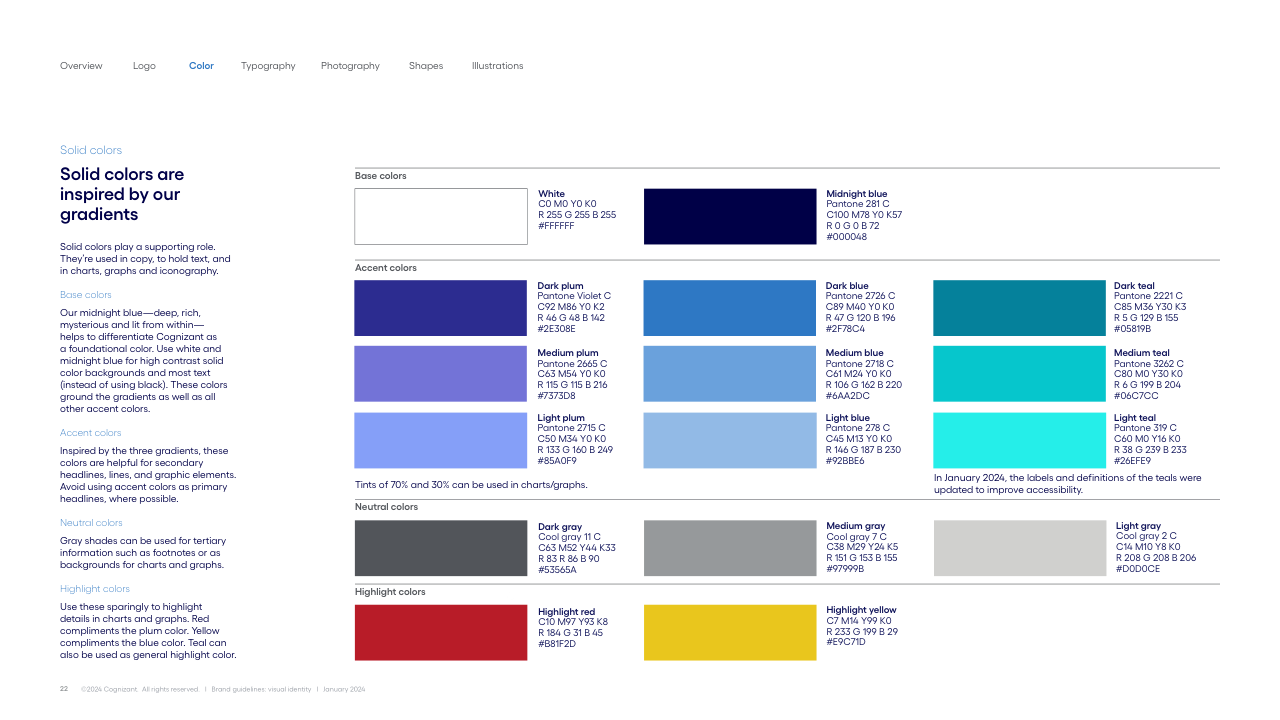 Overview Logo Color Typography Photography Shapes Illustrations
Solid colors
Solid colors are
inspired by our
gradients
Solid colors play a supporting role.
They're used in copy, to hold text, and
in charts, graphs and iconography.
Base colors
Our midnight blue—deep, rich,
mysterious and lit from within—
helps to differentiate Cognizant as
a foundational color. Use white and
midnight blue for high contrast solid
color backgrounds and most text
(instead of using black). These colors
ground the gradients as well as all
other accent colors.
Accent colors
Inspired by the three gradients, these
colors are helpful for secondary
headlines, lines, and graphic elements.
Avoid using accent colors as primary
headlines, where possible.
Neutral colors
Gray shades can be used for tertiary
information such as footnotes or as
backgrounds for charts and graphs.
Highlight colors
Use these sparingly to highlight
details in charts and graphs. Red
compliments the plum color. Yellow
compliments the blue color. Teal can
also be used as general highlight color.
Base colors
White
C0 M0 Y0 K0
R 255 G 255 B 255
#FFFFFF
Midnight blue
Pantone 281 C
C100 M78 Y0 K57
R 0 G 0 B 72
#000048
Accent colors
Dark plum
Pantone Violet C
C92 M86 Y0 K2
R 46 G 48 B 142
#2E308E
Dark blue
Pantone 2726 C
C89 M40 Y0 K0
R 47 G 120 B 196
#2F78C4
Dark teal
Pantone 2221 C
C85 M36 Y30 K3
R 5 G 129 B 155
#05819B
Medium plum
Pantone 2665 C
C63 M54 Y0 K0
R 115 G 115 B 216
#7373D8
Medium blue
Pantone 2718 C
C61 M24 Y0 K0
R 106 G 162 B 220
#6AA2DC
Medium teal
Pantone 3262 C
C80 M0 Y30 K0
R 6 G 199 B 204
#06C7CC
Light plum
Pantone 2715 C
C50 M34 Y0 K0
R 133 G 160 B 249
#85A0F9
Light blue
Pantone 278 C
C45 M13 Y0 K0
R 146 G 187 B 230
#92BBE6
Light teal
Pantone 319 C
C60 M0 Y16 K0
R 38 G 239 B 233
#26EFE9
Tints of 70% and 30% can be used in charts/graphs.
In January 2024, the labels and definitions of the teals were
updated to improve accessibility.
Neutral colors
Dark gray
Cool gray 11 C
C63 M52 Y44 K33
R 83 R 86 B 90
#53565A
Medium gray
Cool gray 7 C
C38 M29 Y24 K5
R 151 G 153 B 155
#97999B
Light gray
Cool gray 2 C
C14 M10 Y8 K0
R 208 G 208 B 206
#D0D0CE
Highlight colors
Highlight red
C10 M97 Y93 K8
R 184 G 31 B 45
#B81F2D
Highlight yellow
C7 M14 Y99 K0
R 233 G 199 B 29
#E9C71D
22 ©2024 Cognizant. All rights reserved. | Brand guidelines: visual identity | January 2024